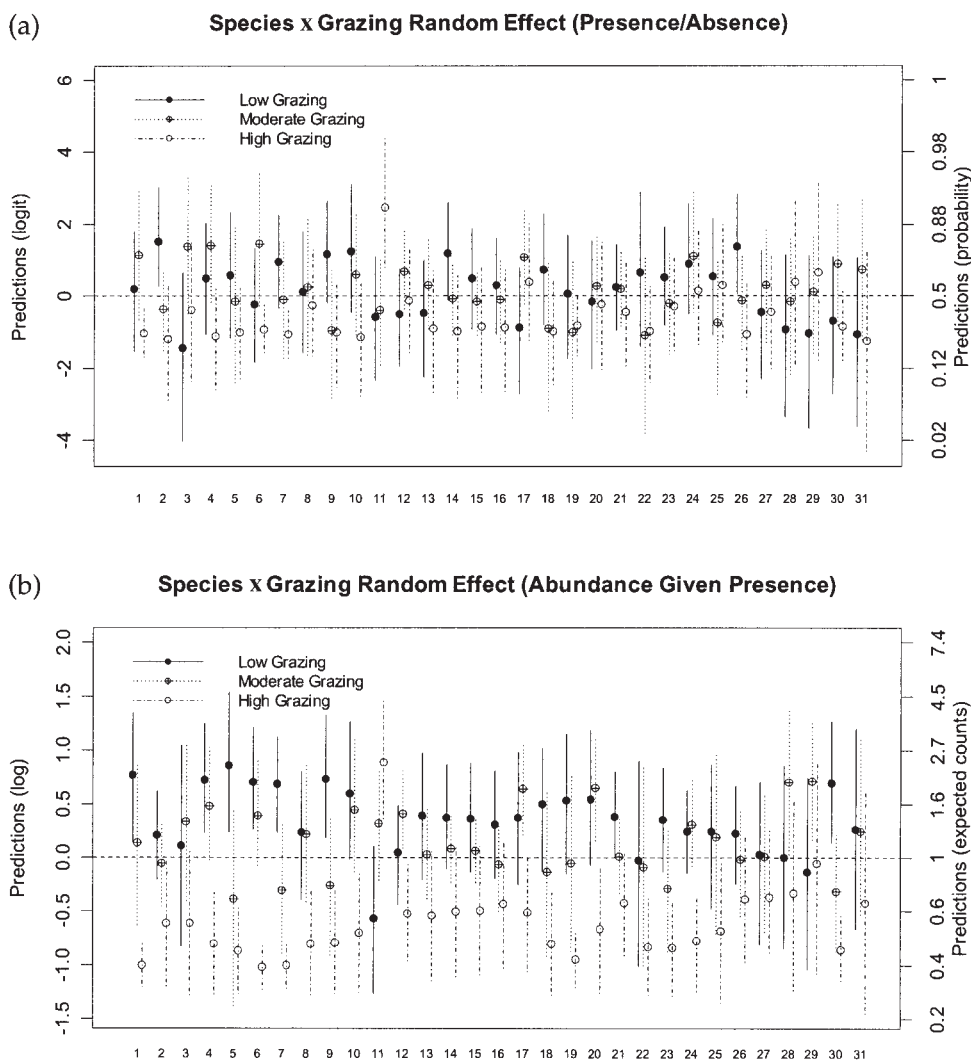 (a)
Species x Grazing Random Effect (Presence/Absence)
Predictions (logit)
6
4
2
0
-2
-4
Low Grazing
Moderate Grazing
High Grazing
1
0.98
0.88
0.5
0.12
0.02
Predictions (probability)
1 2 3 4 5 6 7 8 9 10 11 12 13 14 15 16 17 18 19 20 21 22 23 24 25 26 27 28 29 30 31
(b)
Species x Grazing Random Effect (Abundance Given Presence)
Predictions (log)
2.0
1.5
1.0
0.5
0.0
-0.5
-1.0
-1.5
Low Grazing
Moderate Grazing
High Grazing
7.4
4.5
2.7
1.6
1
0.6
0.4
0.2
Predictions (expected counts)
1 2 3 4 5 6 7 8 9 10 11 12 13 14 15 16 17 18 19 20 21 22 23 24 25 26 27 28 29 30 31